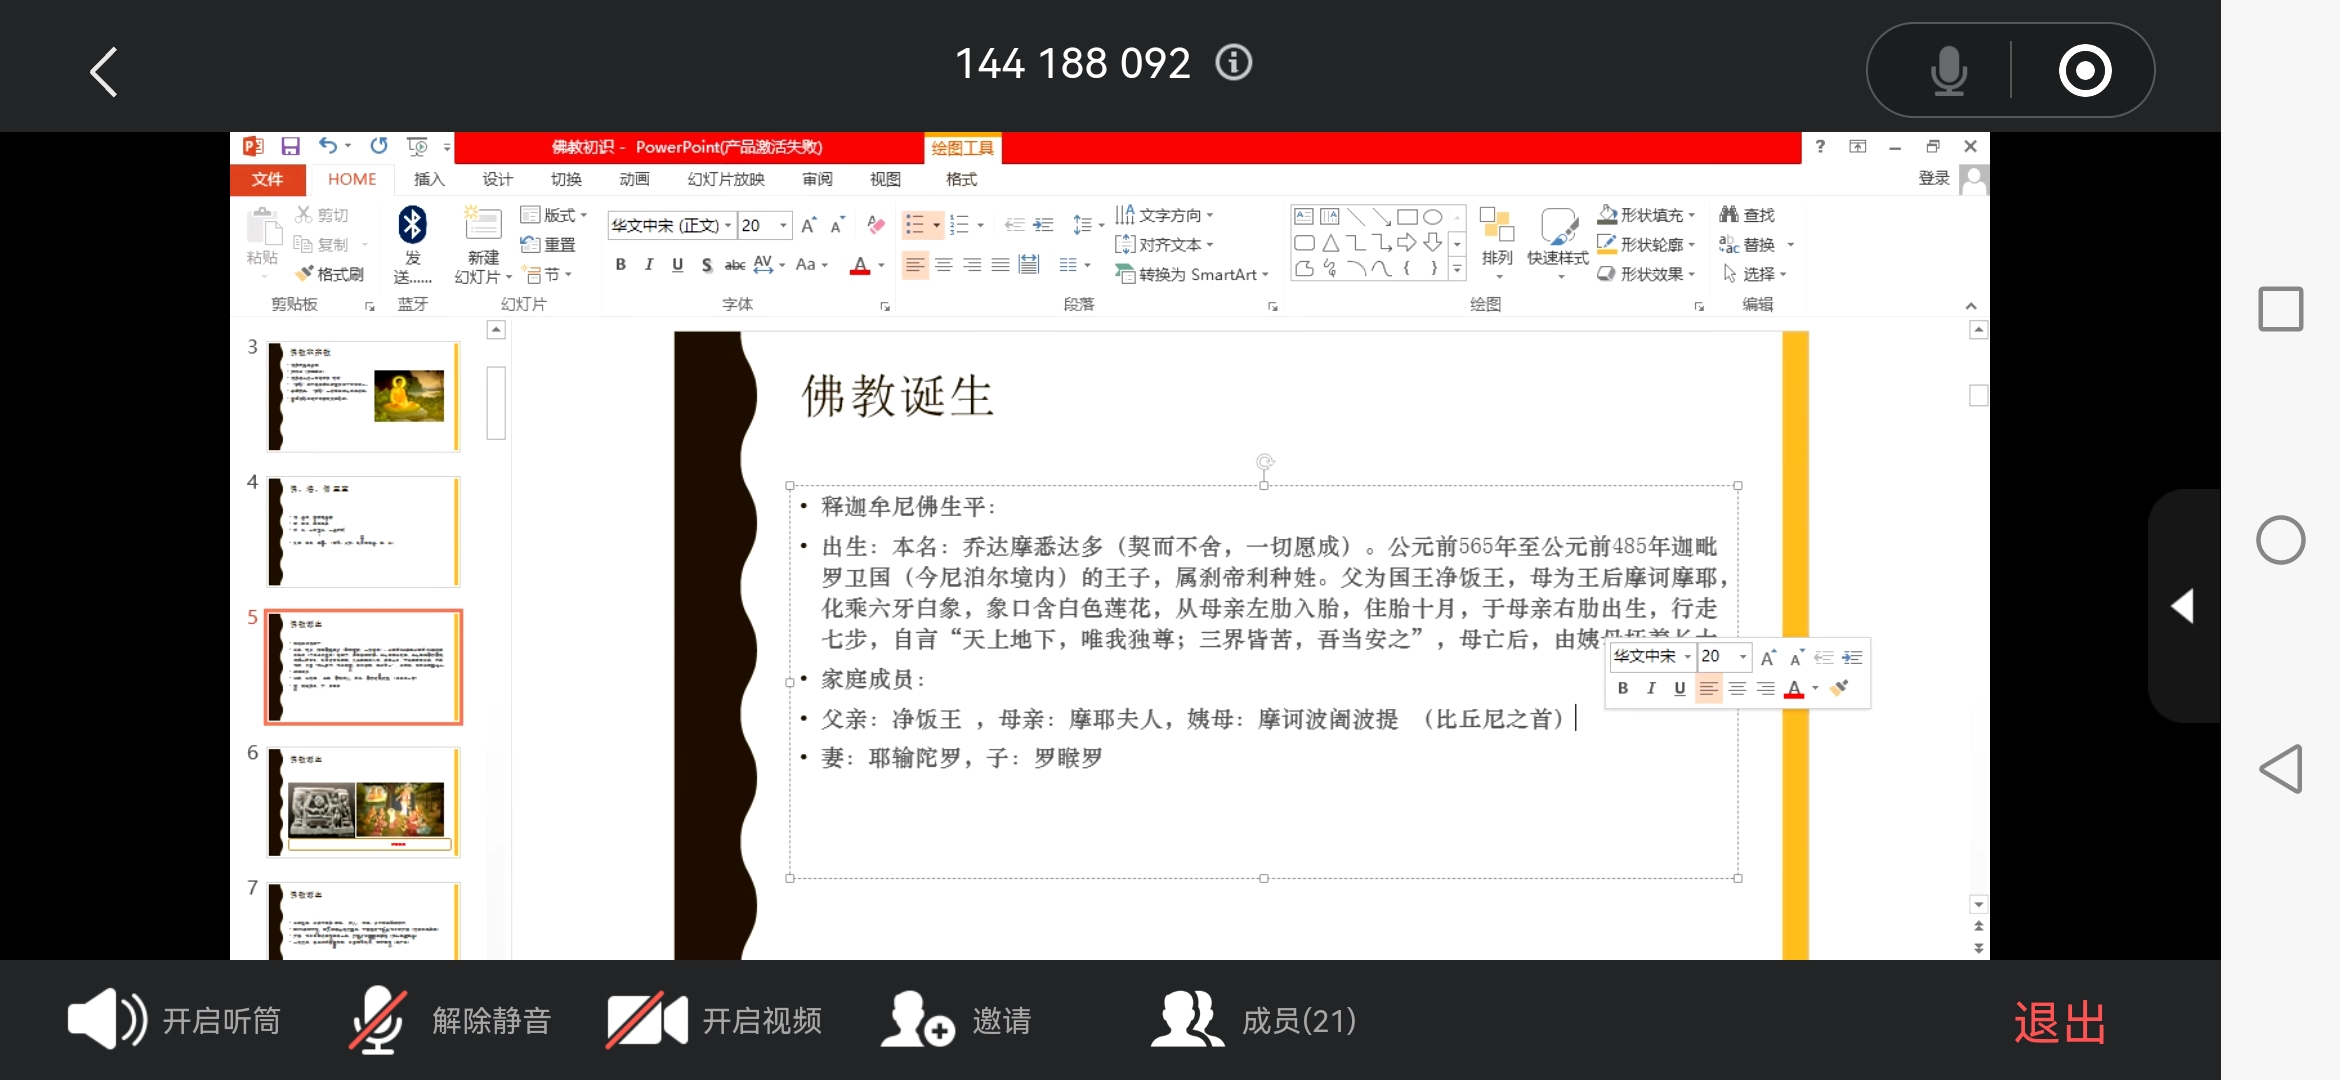 144 188 092
佛教初识 - PowerPoint(产品激活失败)
绘图工具
?
文件
HOME
插入
设计
切换
动画
幻灯片放映
审阅
视图
格式
登录
粘贴
剪切
复制
格式刷
剪贴板
发
送......
蓝牙
新建
幻灯片
版式
重置
节
幻灯片
华文中宋 (正文)
20
B I U S abc AV Aa A
字体
文字方向
对齐文本
转换为 SmartArt
段落
排列
快速样式
形状填充
形状轮廓
形状效果
绘图
查找
替换
选择
编辑
3
4
5
佛教诞生
6
佛教诞生
7
佛教诞生
佛教诞生
• 释迦牟尼佛生平：
• 出生：本名：乔达摩悉达多（契而不舍，一切愿成）。公元前565年至公元前485年迦毗
罗卫国（今尼泊尔境内）的王子，属刹帝利种姓。父为国王净饭王，母为王后摩诃摩耶，
化乘六牙白象，象口含白色莲花，从母亲左肋入胎，住胎十月，于母亲右肋出生，行走
七步，自言“天上地下，唯我独尊；三界皆苦，吾当安之”，母亡后，由姨
• 家庭成员：
• 父亲：净饭王 ，母亲：摩耶夫人，姨母：摩诃波阇波提 （比丘尼之首）
• 妻：耶输陀罗，子：罗睺罗
华文中宋
20
B I U A
开启听筒
解除静音
开启视频
邀请
成员(21)
退出